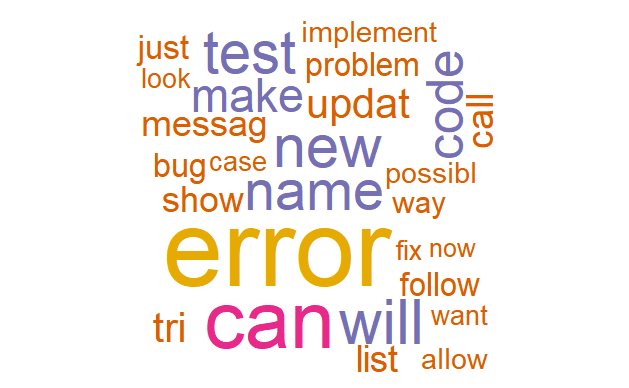 implement
just
test
problem
look
make
updat
code
call
messag
new
bug
case
possibl
show
name
way
error
fix
now
follow
can
will
want
tri
list
allow